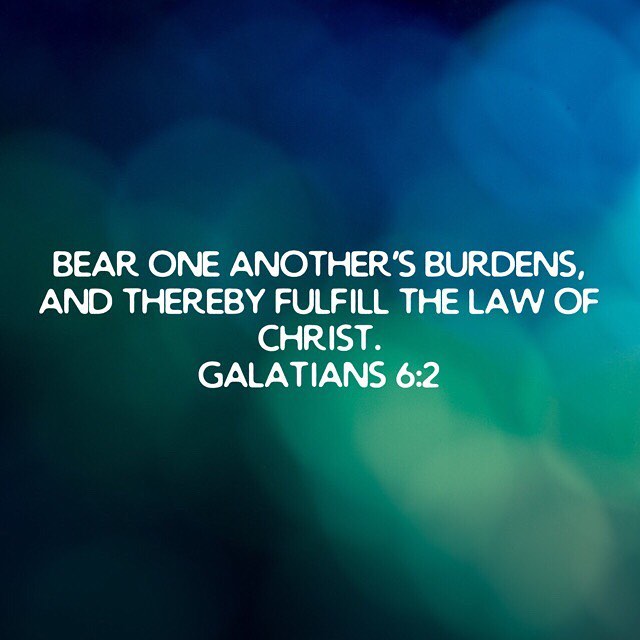 BEAR ONE ANOTHER'S BURDENS,
AND THEREBY FULFILL THE LAW OF
CHRIST.
GALATIANS 6:2